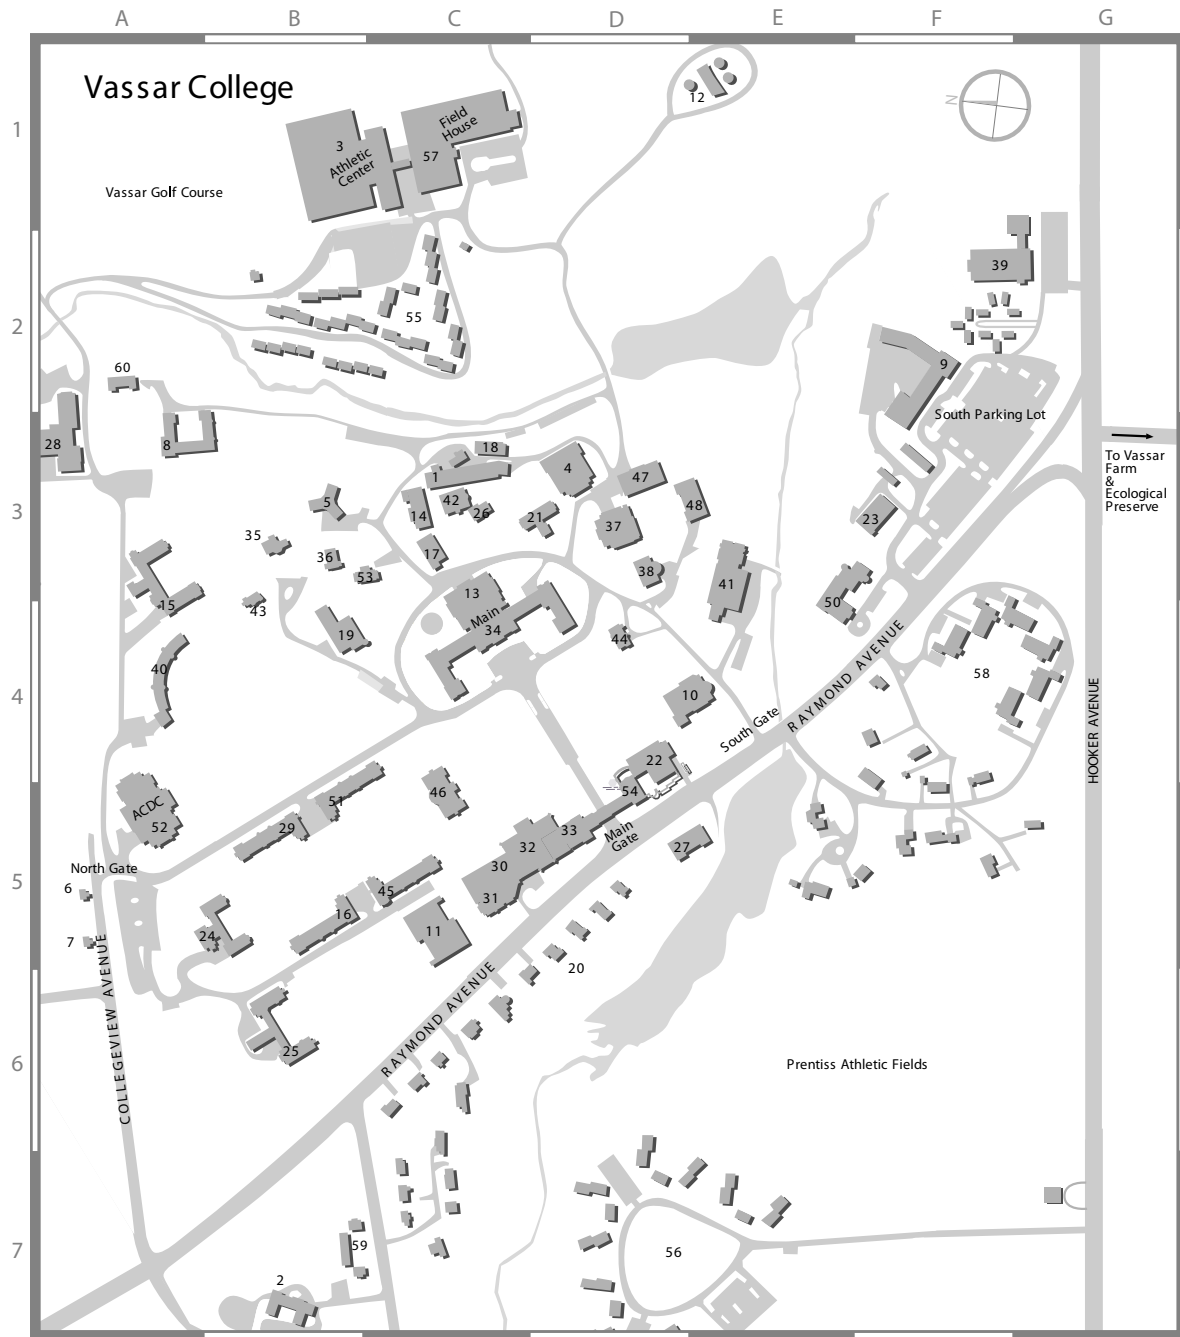 A B C D E F G
Vassar College
12
N
1
3
Athletic
Center
Field
House
57
Vassar Golf Course
39
2
55
9
60
South Parking Lot
28
8
18
1
4
47
To Vassar
Farm
&
Ecological
Preserve
3
5
42
26
14
21
37
48
23
35
36
17
53
38
41
15
43
13
Main
34
19
44
50
40
58
4
10
South Gate
RAYMOND AVENUE
HOOKER AVENUE
22
54
46
51
ACDC
52
29
33
Main
Gate
32
27
North Gate
30
5
6
45
31
16
24
11
7
20
COLLEGEVIEW AVENUE
RAYMOND AVENUE
25
6
Prentiss Athletic Fields
7
59
56
2